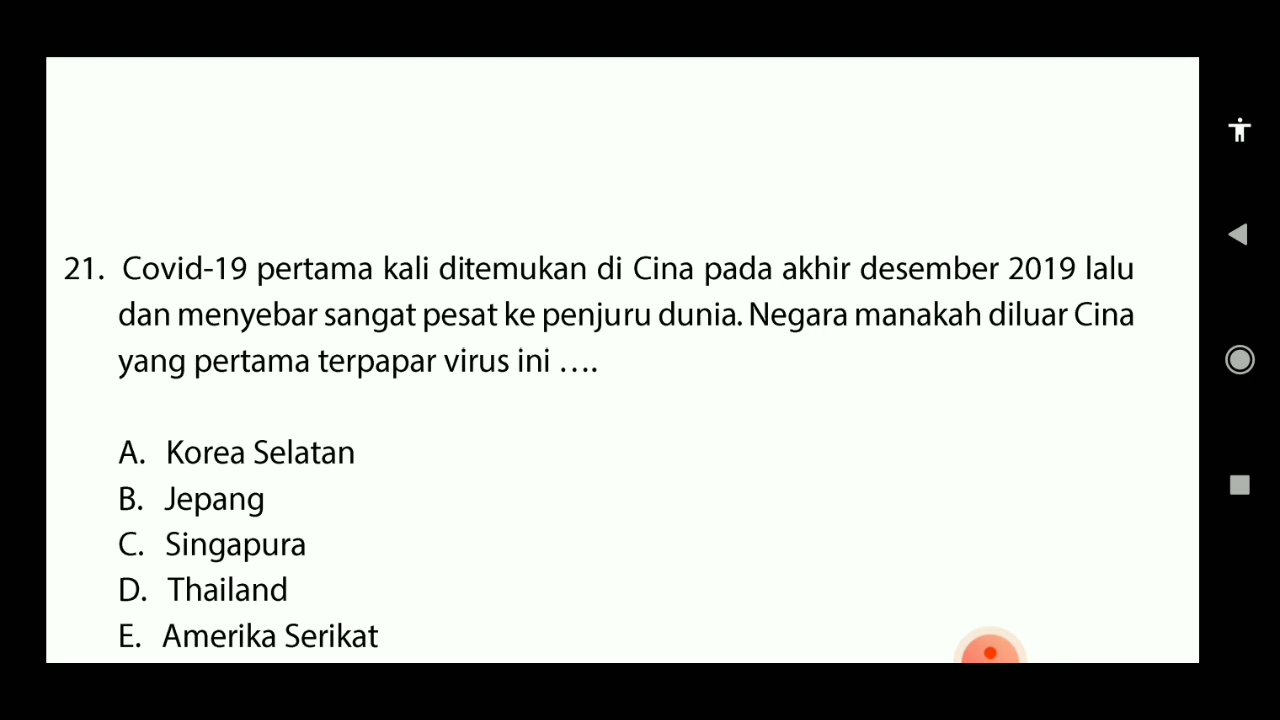 21. Covid-19 pertama kali ditemukan di Cina pada akhir desember 2019 lalu
dan menyebar sangat pesat ke penjuru dunia. Negara manakah diluar Cina
yang pertama terpapar virus ini ....
A. Korea Selatan
B. Jepang
C. Singapura
D. Thailand
E. Amerika Serikat